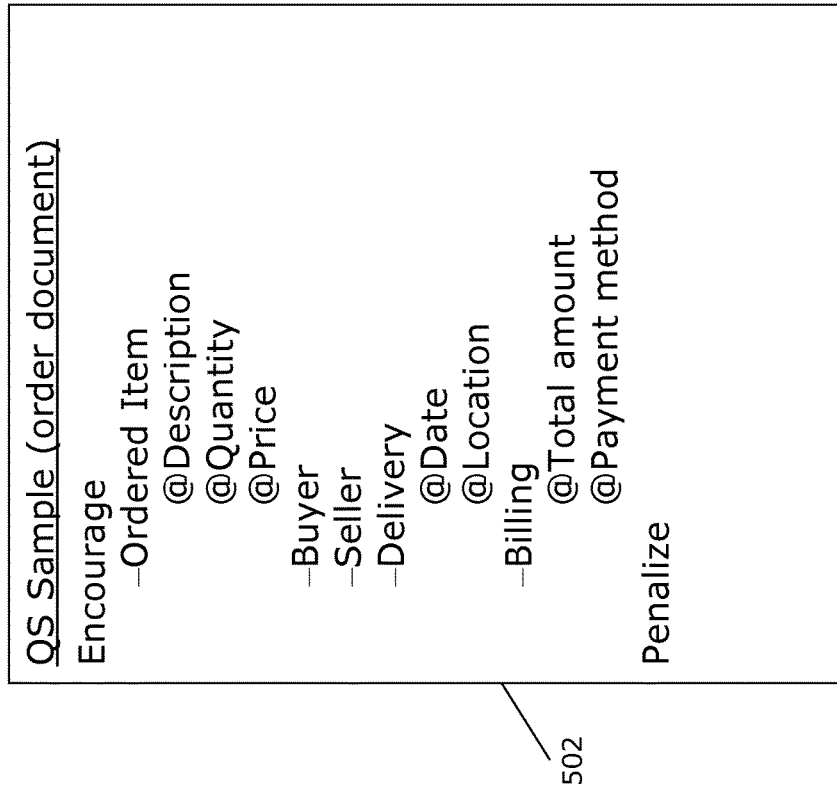 QS Sample (order document)
Encourage
–Ordered Item
@Description
@Quantity
@Price
–Buyer
–Seller
–Delivery
@Date
@Location
–Billing
@Total amount
@Payment method
Penalize
502